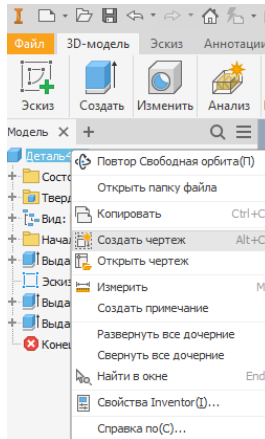 Файл 3D-модель Эскиз Аннотации
Эскиз Создать Изменить Анализ
Модель × +
Деталь4
Повтор Свободная орбита(П)
Состо
Открыть папку файла
Тверд
Вид:
Копировать Ctrl+C
Начал
Создать чертеж Alt+C
Выда
Открыть чертеж
Эскиз
Измерить M
Выда
Создать примечание
Выда
Развернуть все дочерние
Конец
Свернуть все дочерние
Найти в окне End
Свойства Inventor(I)...
Справка по(C)...